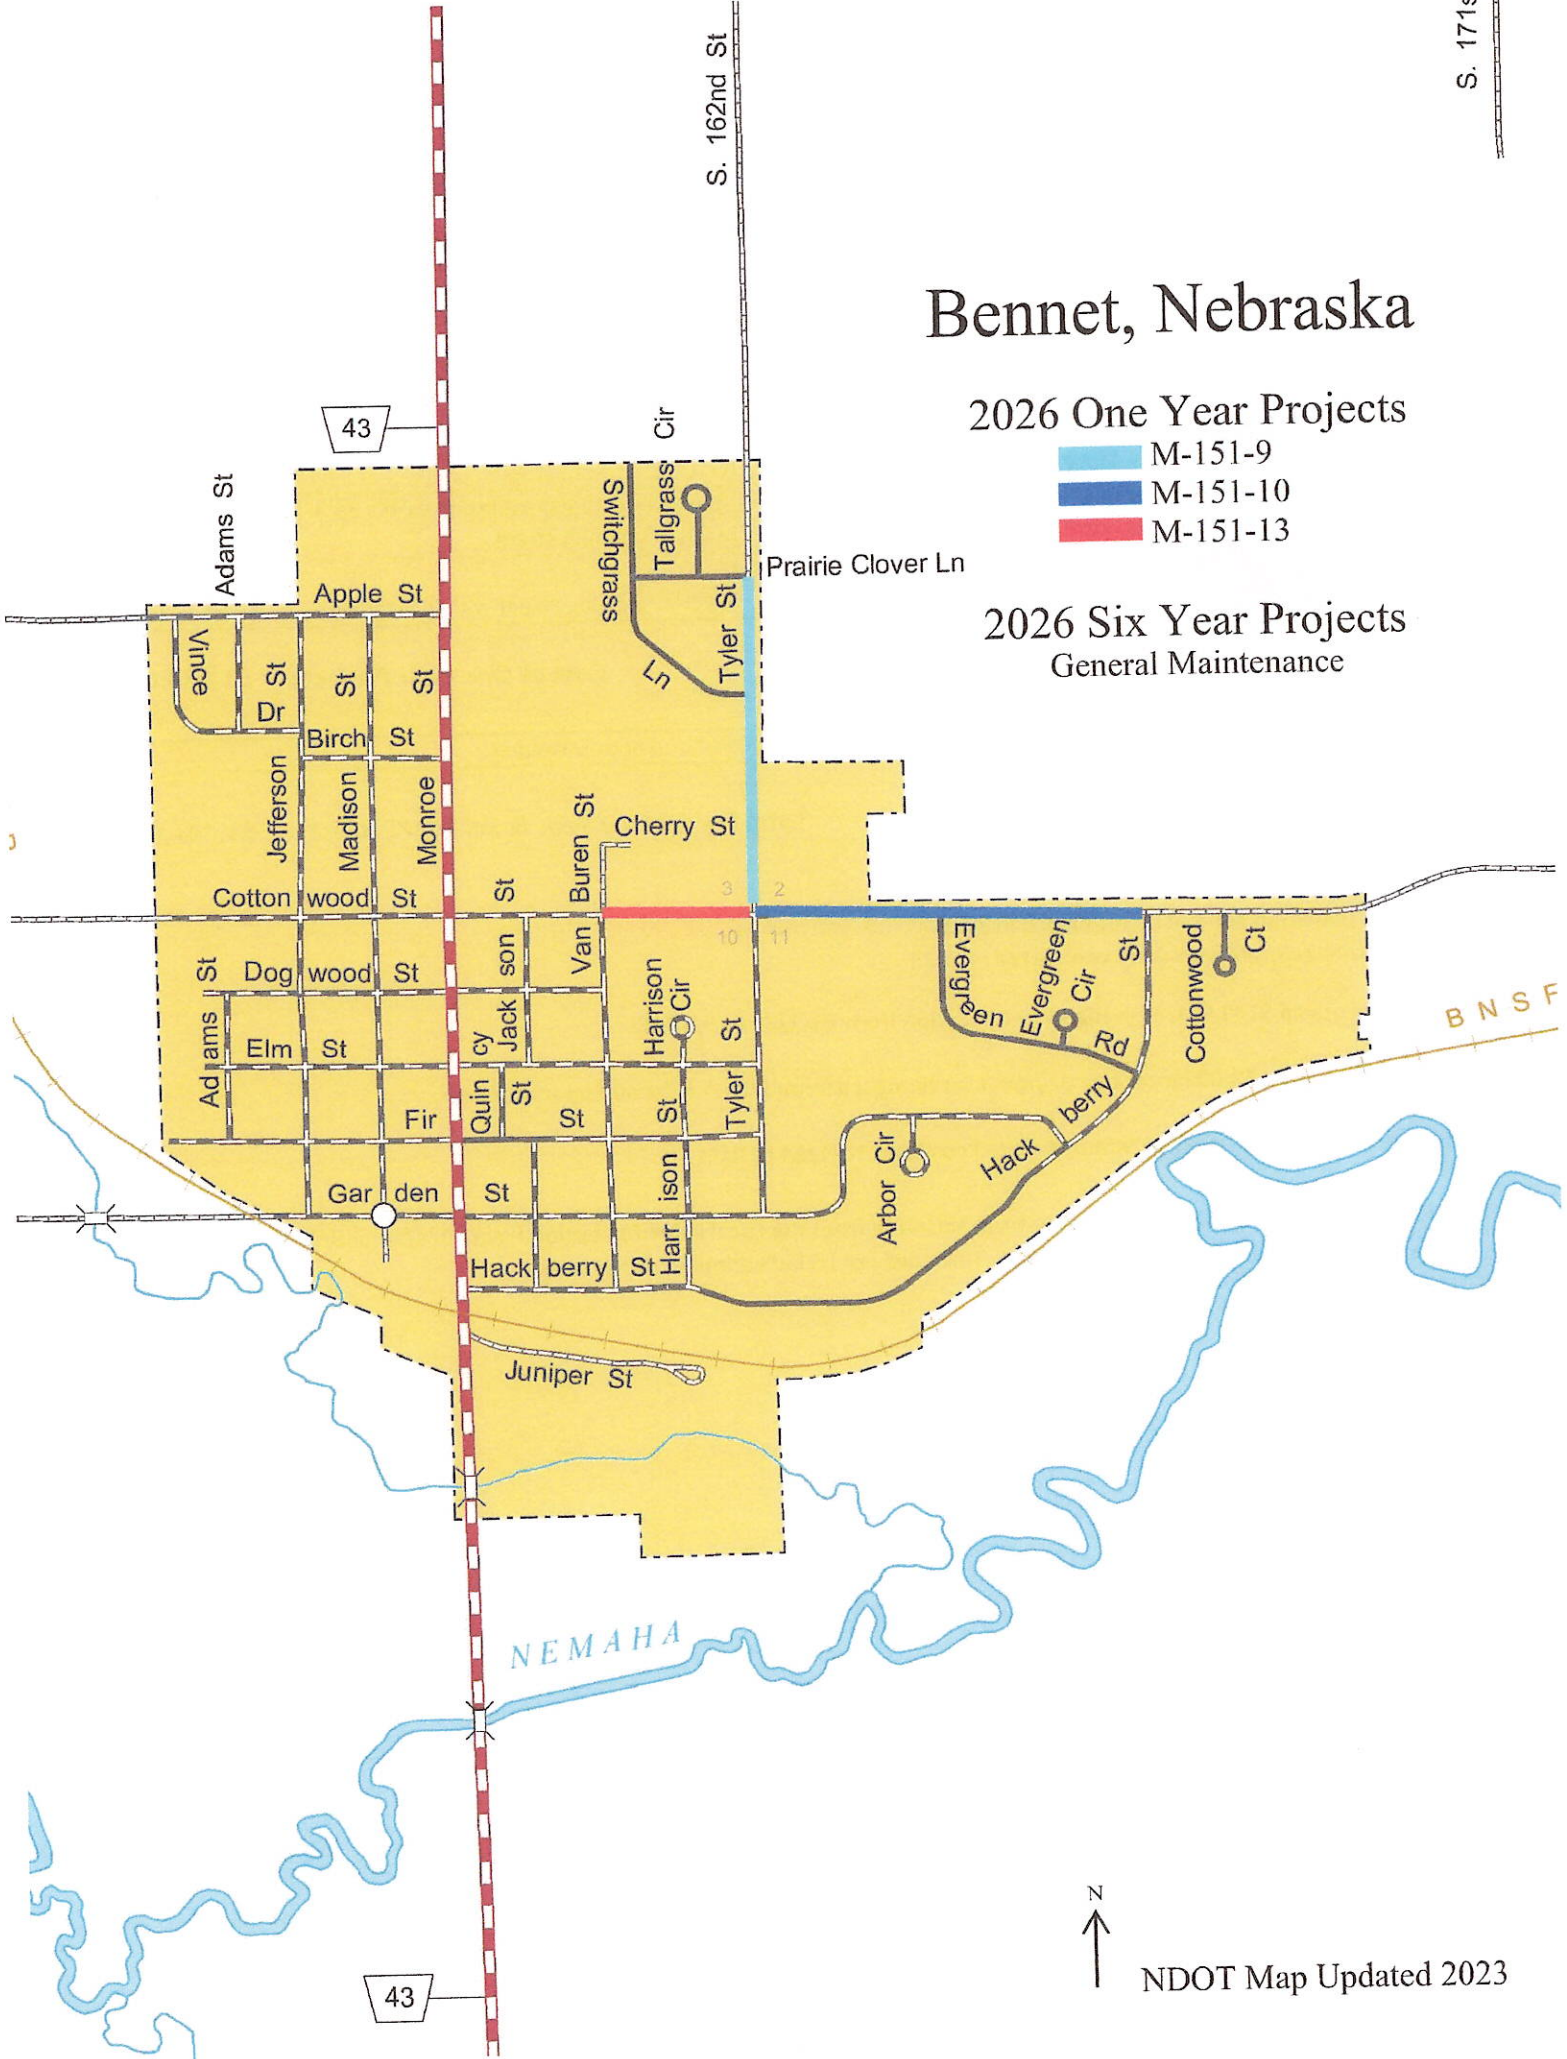 S. 162nd St
S. 171s
Bennet, Nebraska
2026 One Year Projects
M-151-9
M-151-10
M-151-13
2026 Six Year Projects
General Maintenance
43
Adams St
Apple St
Switchgrass
Ln
Tallgrass Cir
Prairie Clover Ln
Tyler St
Vince
Dr
St
St
St
Birch St
Jefferson
Madison
Monroe
Van Buren St
Cherry St
3
2
10
11
Cotton wood St
Jack son St
Dog wood St
Ad ams St
Elm St
Quin cy
St
Harrison Cir
Tyler St
Fir St
Harr ison St
Gar den St
Hack berry St
Juniper St
Evergreen Rd
Evergreen Cir
Hack berry St
Cottonwood Ct
Arbor Cir
BNSF
NEMAHA
43
N
NDOT Map Updated 2023